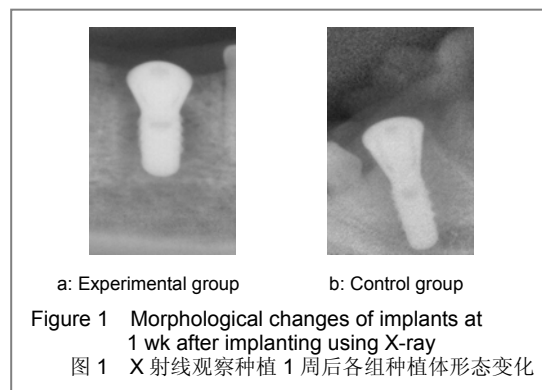 a: Experimental group
b: Control group
Figure 1 Morphological changes of implants at
1 wk after implanting using X-ray
图 1 X 射线观察种植 1 周后各组种植体形态变化